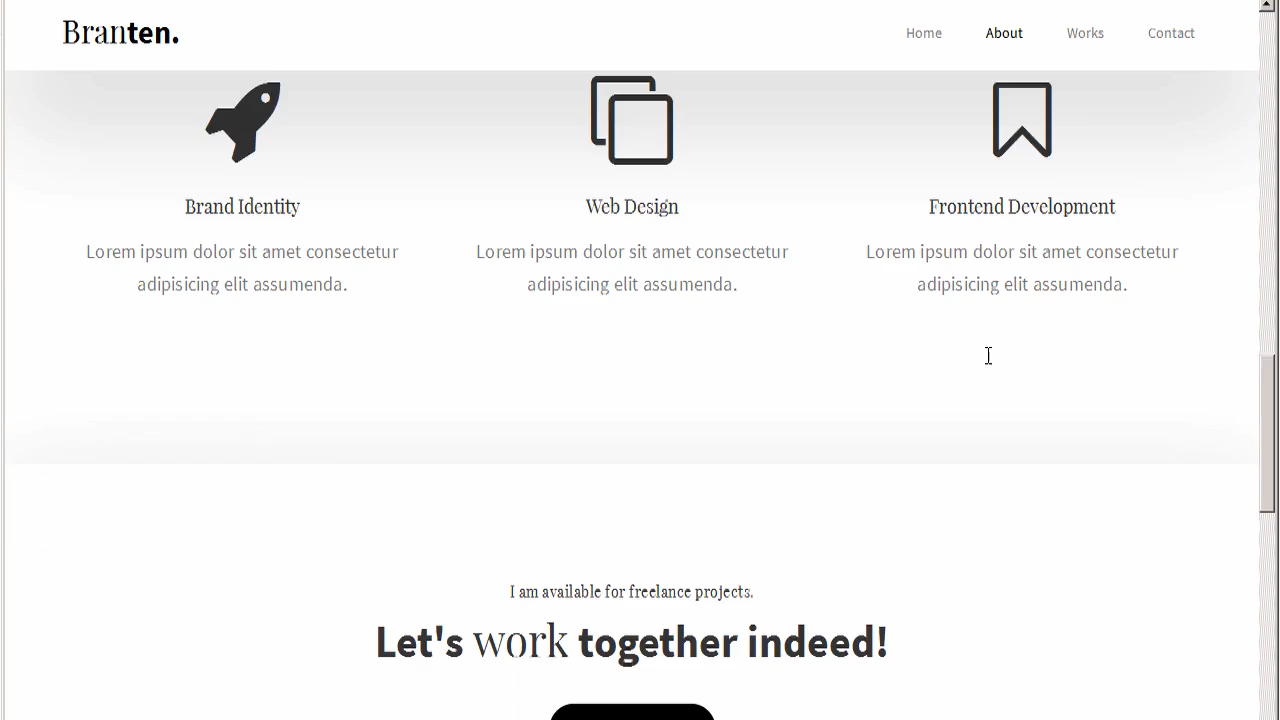 Branten.
Home About Works Contact
Brand Identity Web Design Frontend Development
Lorem ipsum dolor sit amet consectetur Lorem ipsum dolor sit amet consectetur Lorem ipsum dolor sit amet consectetur
adipisicing elit assumenda. adipisicing elit assumenda. adipisicing elit assumenda.
I am available for freelance projects.
Let's work together indeed!